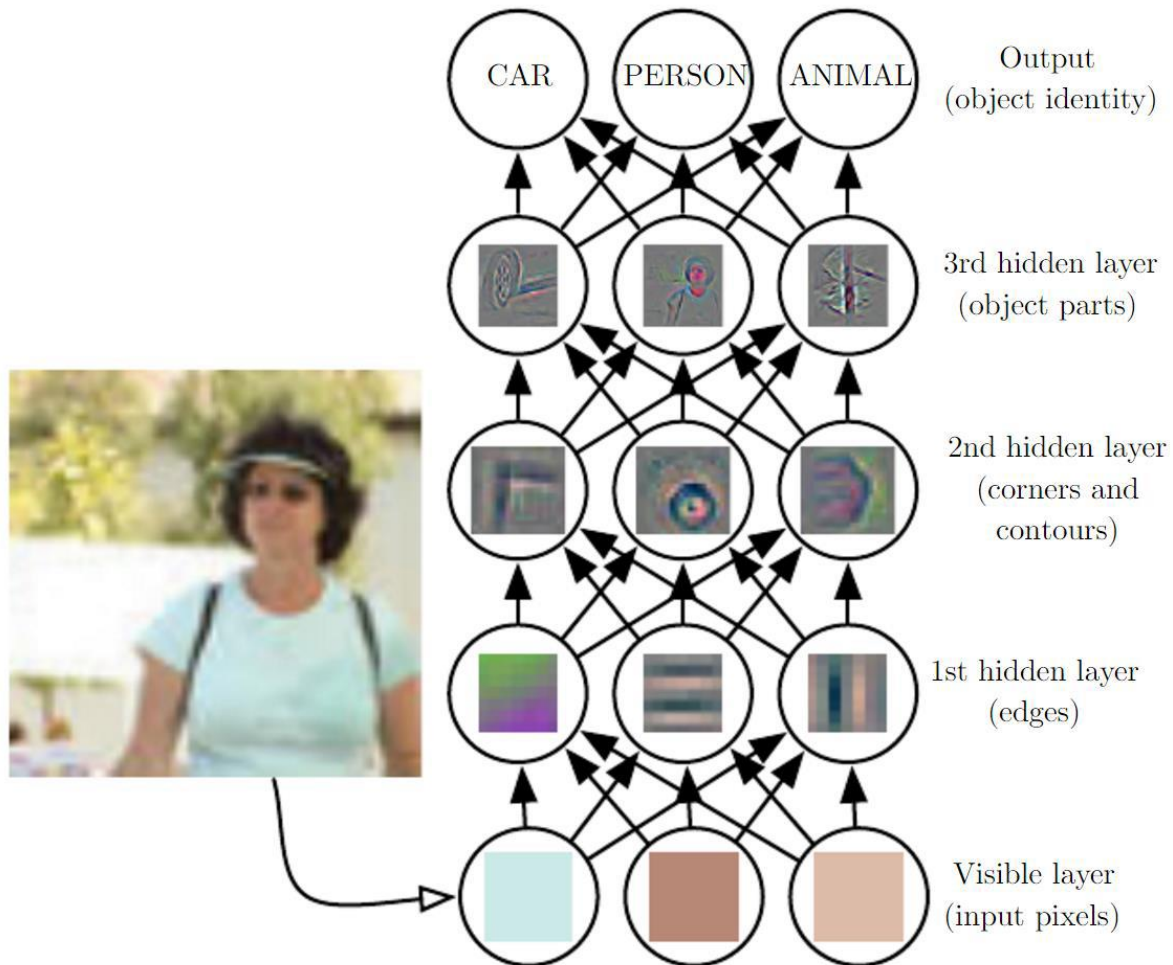 CAR PERSON ANIMAL
Output
(object identity)
3rd hidden layer
(object parts)
2nd hidden layer
(corners and
contours)
1st hidden layer
(edges)
Visible layer
(input pixels)